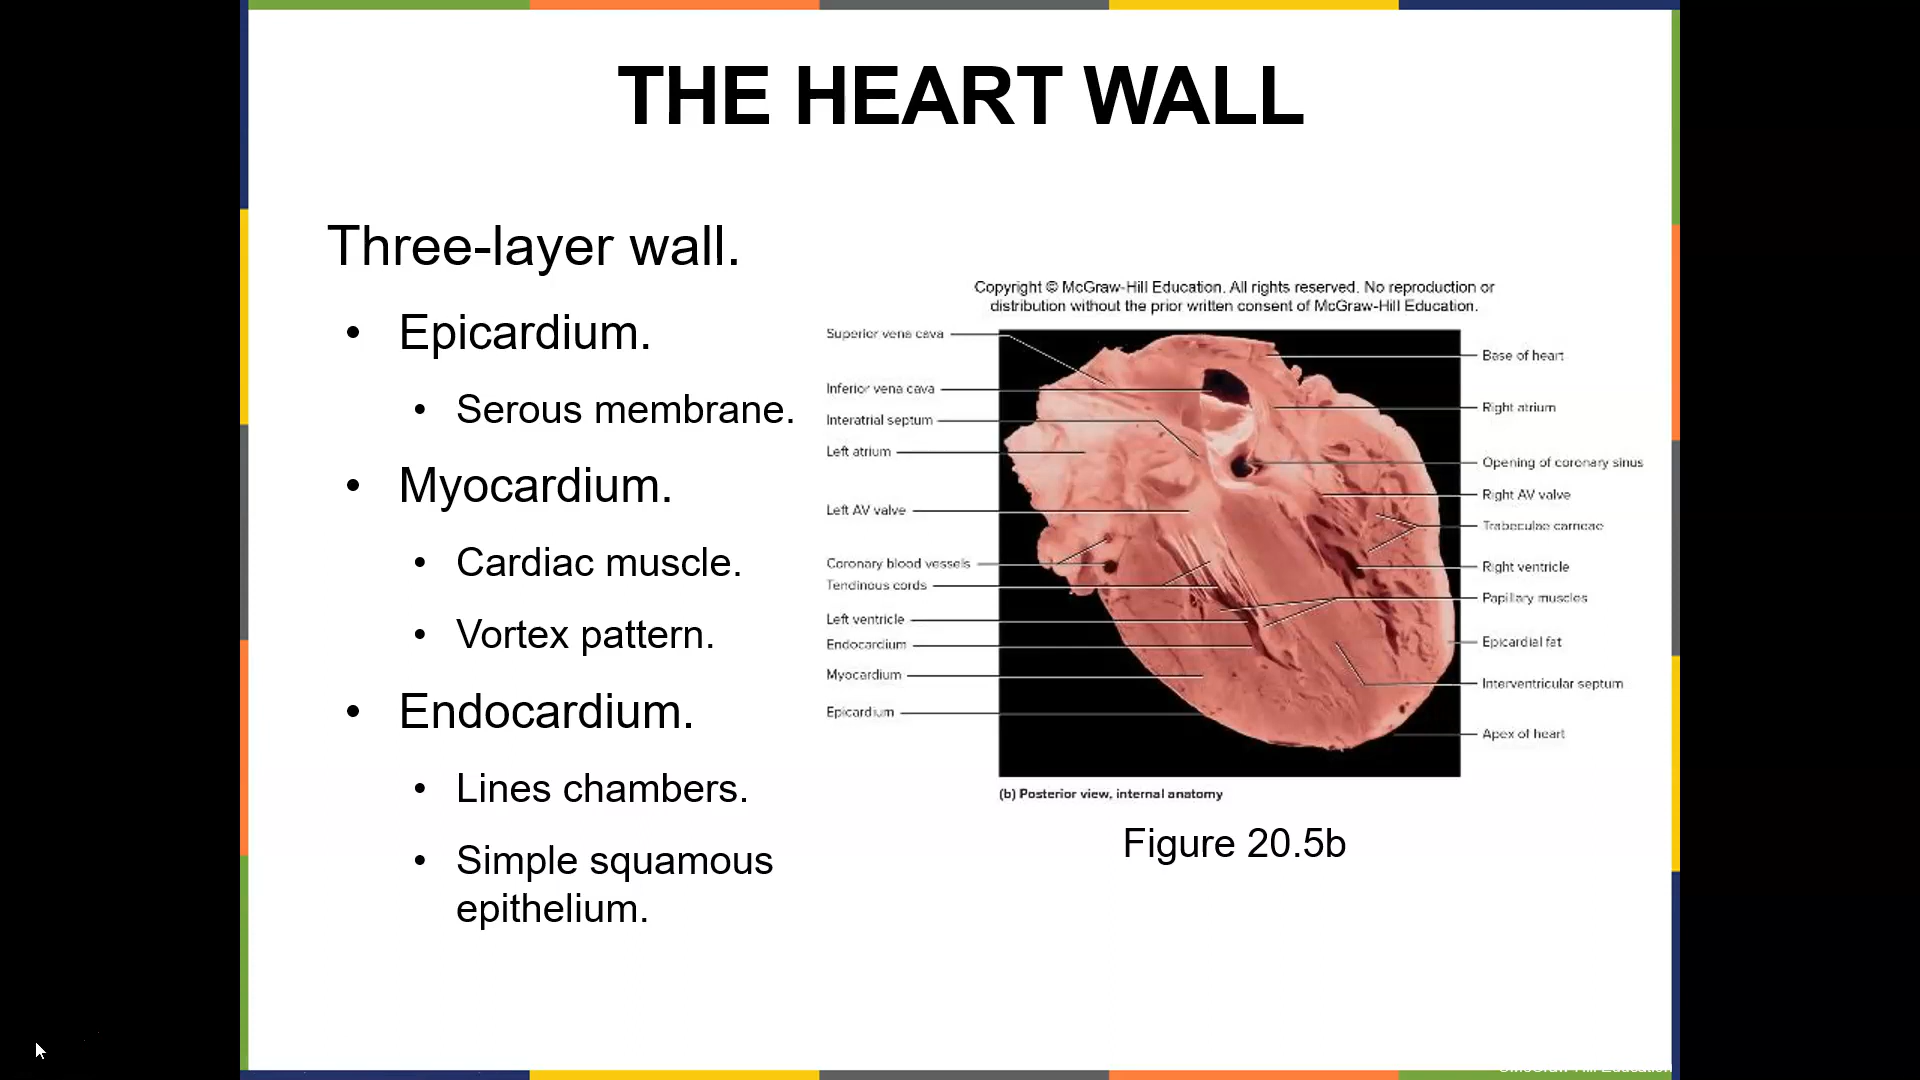 THE HEART WALL
Three-layer wall.
• Epicardium.
• Serous membrane.
• Myocardium.
• Cardiac muscle.
• Vortex pattern.
• Endocardium.
• Lines chambers.
• Simple squamous
epithelium.
Copyright © McGraw-Hill Education. All rights reserved. No reproduction or
distribution without the prior written consent of McGraw-Hill Education.
Superior vena cava
Inferior vena cava
Interatrial septum
Left atrium
Left AV valve
Coronary blood vessels
Tendinous cords
Left ventricle
Endocardium
Myocardium
Epicardium
Base of heart
Right atrium
Opening of coronary sinus
Right AV valve
Trabeculae carneae
Right ventricle
Papillary muscles
Epicardial fat
Interventricular septum
Apex of heart
(b) Posterior view, internal anatomy
Figure 20.5b